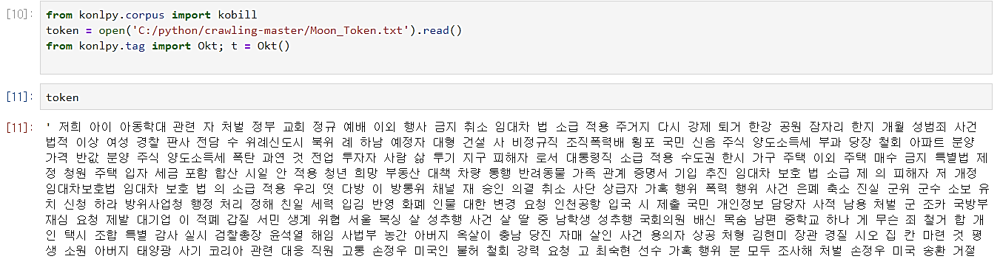 [10]: from konlpy.corpus import kobill
token = open('C:/python/crawling-master/Moon_Token.txt').read()
from konlpy.tag import Okt; t = Okt()
[11]: token
[11]: ' 저희 아이 아동학대 관련 자 처벌 정부 교회 정규 예배 이외 행사 금지 취소 임대차 법 소급 적용 주거지 다시 강제 퇴거 한강 공원 잠자리 한지 개월 성범죄 사건
법적 이상 여성 경찰 판사 전담 수 위례신도시 북위 례 하남 예정자 대형 건설 사 비정규직 조직폭력배 횡포 국민 신음 주식 양도소득세 부과 당장 철회 아파트 분양
가격 반값 분양 주식 양도소득세 폭탄 과연 것 전업 투자자 사람 삶 투기 지구 피해자 로서 대통령직 소급 적용 수도권 한시 가구 주택 이외 주택 매수 금지 특별법 제
정 청원 주택 입자 세금 포함 합산 시일 안 적용 청년 희망 부동산 대책 차량 통행 반려동물 가족 관계 증명서 기입 추진 임대차 보호 법 소급 제 의 피해자 저 개정
임대차보호법 임대차 보호 법 의 소급 적용 우리 떳 다방 이 방통위 채널 재 승인 의결 취소 사단 상급자 가혹 행위 폭력 행위 사건 은폐 축소 진실 군위 군수 소보 유
치 신청 하라 방위사업청 행정 처리 정해 친일 세력 입김 반영 화폐 인물 대한 변경 요청 인천공항 입국 시 제출 국민 개인정보 담당자 사적 남용 처벌 군 조카 국방부
재심 요청 제발 대기업 이 적폐 갑질 서민 생계 위협 서울 복싱 살 성추행 사건 살 딸 중 남학생 성추행 국회의원 배신 목숨 남편 중학교 하나 게 무슨 죄 철거 합 개
인 택시 조합 특별 감사 실시 검찰총장 윤석열 해임 사법부 농간 아버지 옥살이 충남 당진 자매 살인 사건 용의자 상공 처형 김현미 장관 경질 시오 집 칸 마련 것 평
생 소원 아버지 태양광 사기 코리아 관련 대응 직원 고통 손정우 미국인 불허 철회 강력 요청 고 최숙현 선수 가혹 행위 분 모두 조사해 처벌 손정우 미국 송환 거절